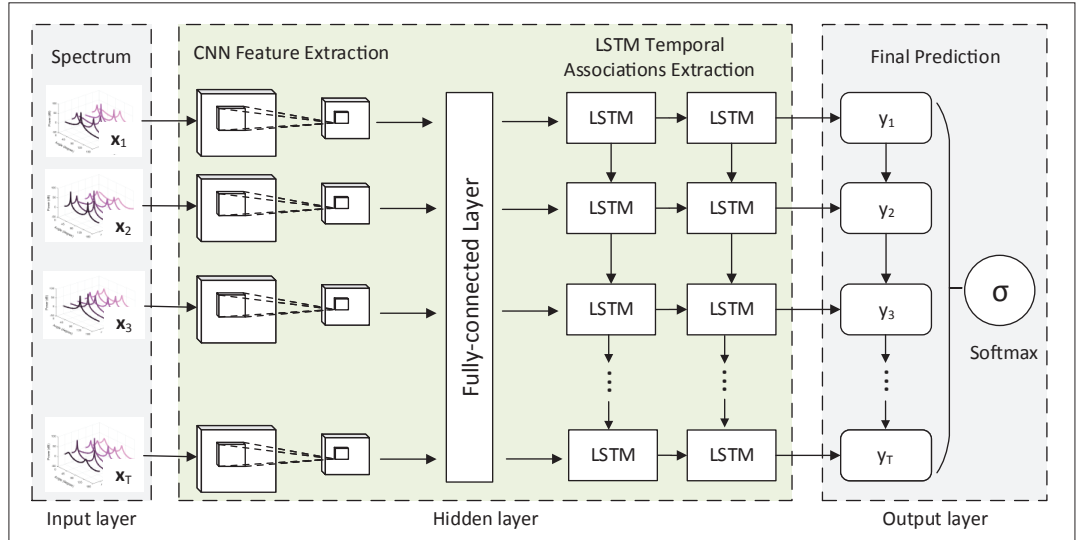 Spectrum
CNN Feature Extraction
LSTM Temporal
Associations Extraction
Final Prediction
x1
LSTM
LSTM
y1
x2
LSTM
LSTM
y2
Fully-connected Layer
x3
LSTM
LSTM
y3
σ
Softmax
xT
LSTM
LSTM
yT
Input layer
Hidden layer
Output layer